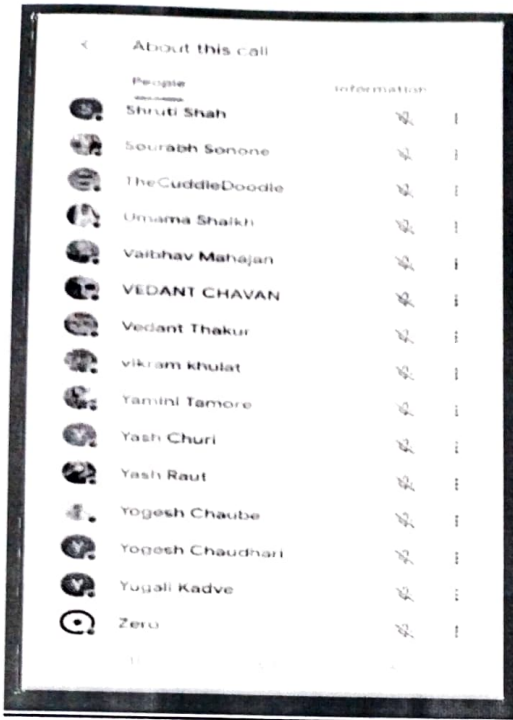 About this call
People Information
Shruti Shah
Sourabh Sonone
TheCuddleDoodle
Umama Shaikh
Vaibhav Mahajan
VEDANT CHAVAN
Vedant Thakur
vikram khulat
Yamini Tamore
Yash Churi
Yash Raut
Yogesh Chaube
Yogesh Chaudhari
Yugali Kadve
Zero